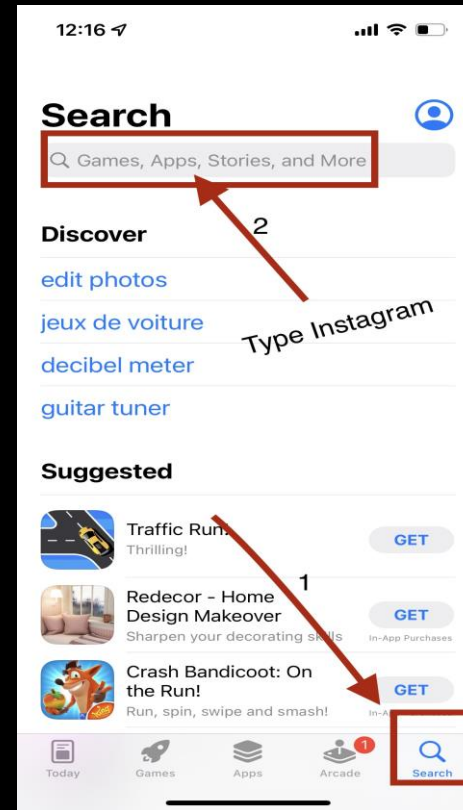 12:16
Search
Games, Apps, Stories, and More
2
Discover
edit photos
Type Instagram
jeux de voiture
decibel meter
guitar tuner
Suggested
Traffic Run!
Thrilling!
GET
1
Redecor - Home
Design Makeover
Sharpen your decorating skills
GET
In-App Purchases
Crash Bandicoot: On
the Run!
Run, spin, swipe and smash!
GET
1
Today
Games
Apps
Arcade
Search